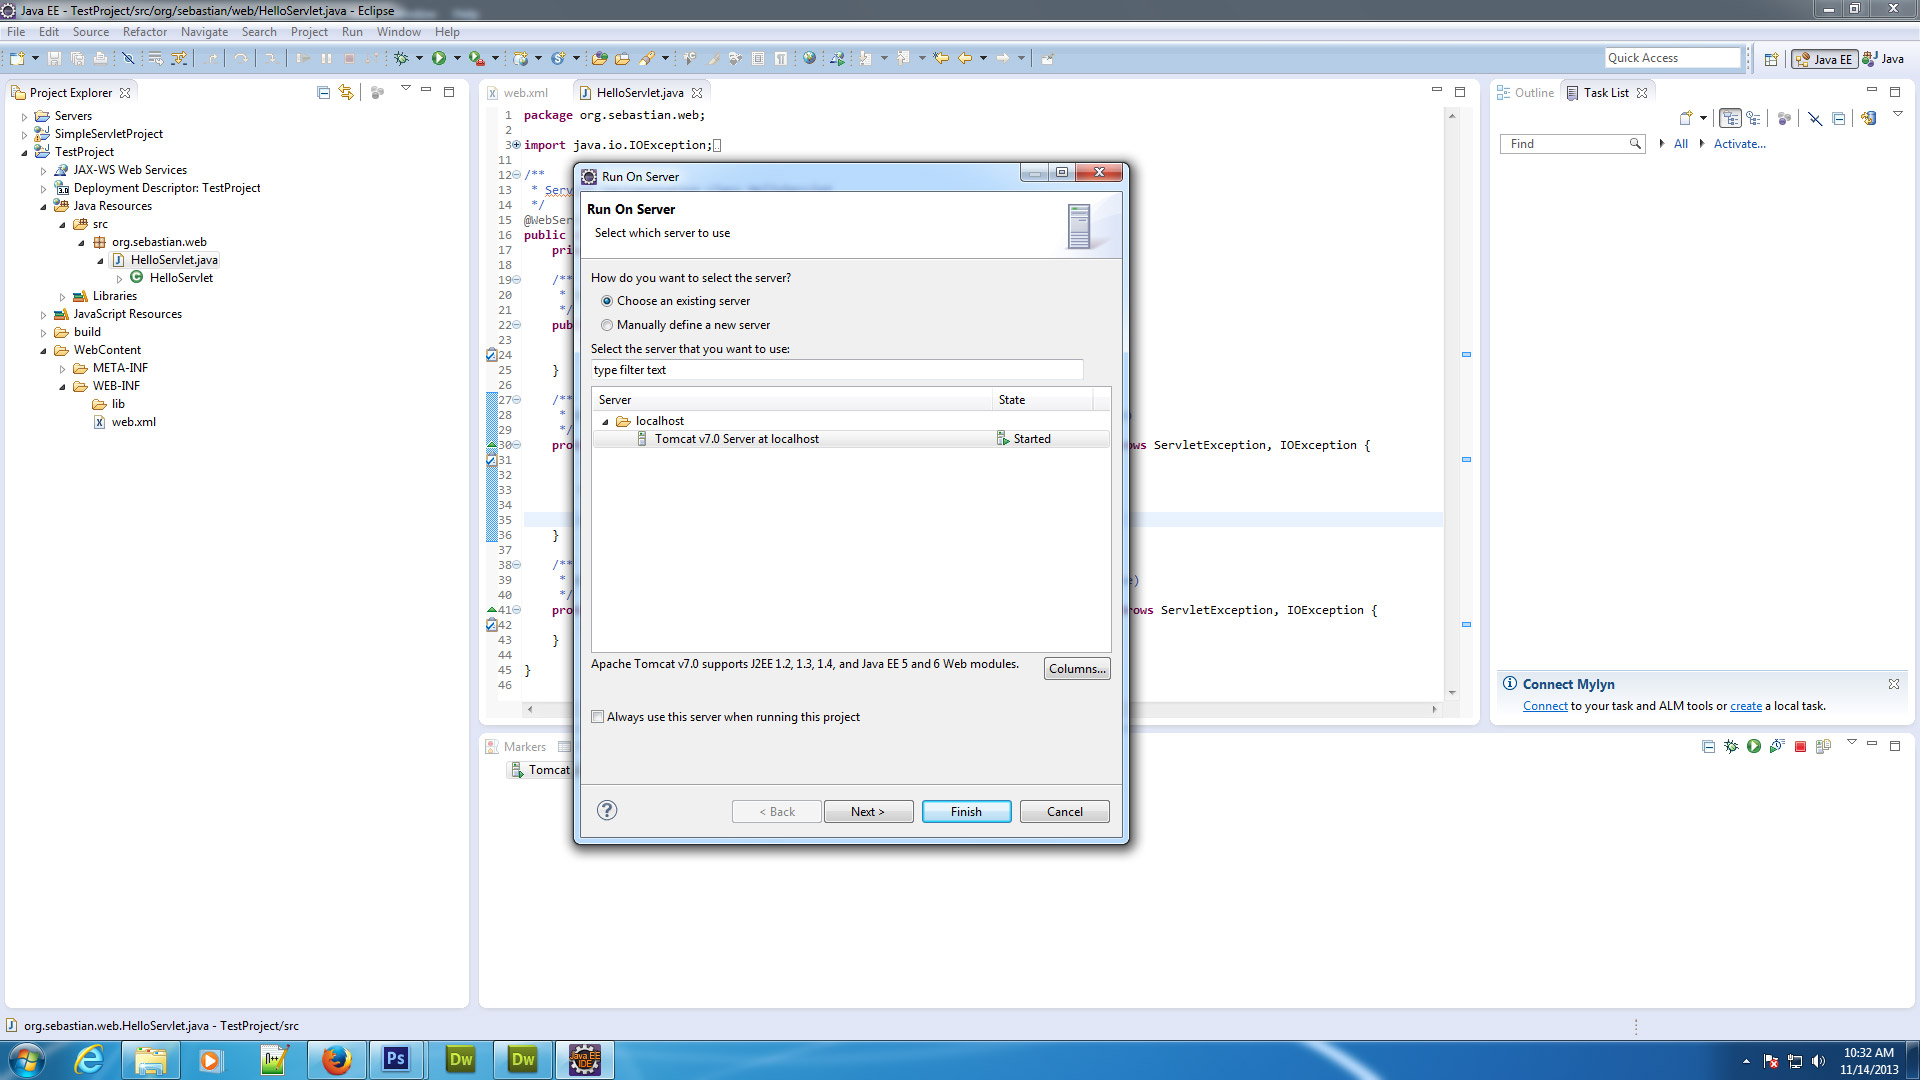 Java EE - TestProject/src/org/sebastian/web/HelloServlet.java - Eclipse
File Edit Source Refactor Navigate Search Project Run Window Help
Quick Access
Java EE
Java
Project Explorer
Servers
SimpleServletProject
TestProject
JAX-WS Web Services
Deployment Descriptor: TestProject
Java Resources
src
org.sebastian.web
HelloServlet.java
HelloServlet
Libraries
JavaScript Resources
build
WebContent
META-INF
WEB-INF
lib
web.xml
web.xml
HelloServlet.java
1 package org.sebastian.web;
2
3 import java.io.IOException;
11
12 /**
13 * Serv
14 */
15 @WebSer
16 public
17 pri
18
19 /**
20 *
21 */
22 pub
23
24
25 }
26
27 /**
28 *
29 */
30 pro ws ServletException, IOException {
31
32
33
34
35
36 }
37
38 /**
39 * )
40 */
41 pro rows ServletException, IOException {
42
43 }
44
45 }
46
Run On Server
Run On Server
Select which server to use
How do you want to select the server?
Choose an existing server
Manually define a new server
Select the server that you want to use:
type filter text
Server State
localhost
Tomcat v7.0 Server at localhost Started
Apache Tomcat v7.0 supports J2EE 1.2, 1.3, 1.4, and Java EE 5 and 6 Web modules.
Columns...
Always use this server when running this project
< Back Next > Finish Cancel
Outline
Task List
Find
All
Activate...
Connect Mylyn
Connect to your task and ALM tools or create a local task.
Markers
Tomcat
org.sebastian.web.HelloServlet.java - TestProject/src
n++
Ps
Dw
Dw
Java EE
IDE
10:32 AM
11/14/2013